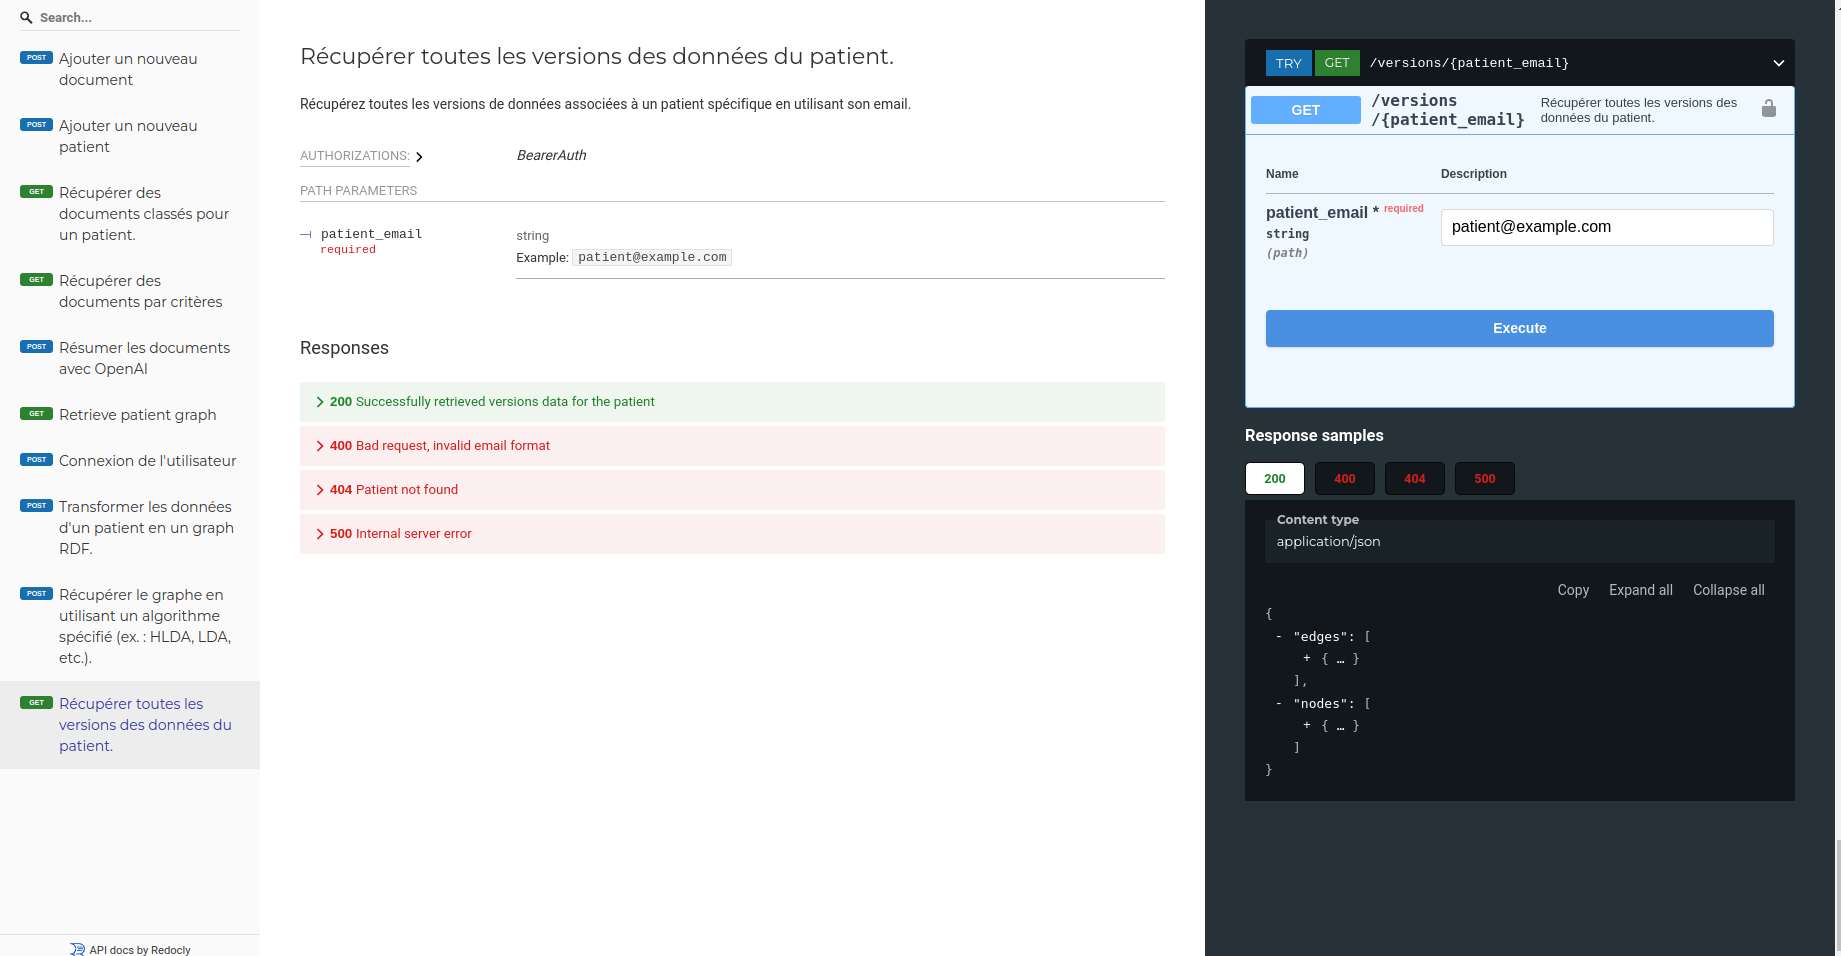 Search...
POST Ajouter un nouveau
document
POST Ajouter un nouveau
patient
GET Récupérer des
documents classés pour
un patient.
GET Récupérer des
documents par critères
POST Résumer les documents
avec OpenAI
GET Retrieve patient graph
POST Connexion de l'utilisateur
POST Transformer les données
d'un patient en un graph
RDF.
POST Récupérer le graphe en
utilisant un algorithme
spécifié (ex. : HLDA, LDA,
etc.).
GET Récupérer toutes les
versions des données du
patient.
API docs by Redocly
Récupérer toutes les versions des données du patient.
Récupérez toutes les versions de données associées à un patient spécifique en utilisant son email.
AUTHORIZATIONS: BearerAuth
PATH PARAMETERS
patient_email
required
string
Example: patient@example.com
Responses
200 Successfully retrieved versions data for the patient
400 Bad request, invalid email format
404 Patient not found
500 Internal server error
TRY GET /versions/{patient_email}
GET
/versions
/{patient_email}
Récupérer toutes les versions des
données du patient.
Name Description
patient_email * required
string
(path)
patient@example.com
Execute
Response samples
200 400 404 500
Content type
application/json
Copy Expand all Collapse all
{
- "edges": [
+ { … }
],
- "nodes": [
+ { … }
]
}